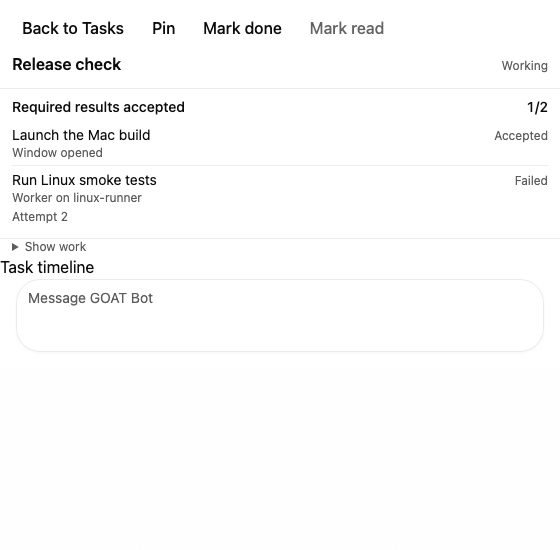 Back to Tasks Pin Mark done Mark read
Release check Working
Required results accepted 1/2
Launch the Mac build Accepted
Window opened
Run Linux smoke tests Failed
Worker on linux-runner
Attempt 2
Show work
Task timeline
Message GOAT Bot